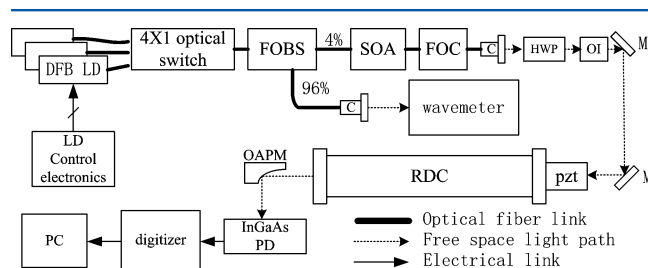 4X1 optical
switch
FOBS
4%
SOA
FOC
C
HWP
OI
M
DFB LD
96%
C
wavemeter
LD
Control
electronics
OAPM
RDC
pzt
M
PC
digitizer
InGaAs
PD
Optical fiber link
Free space light path
Electrical link